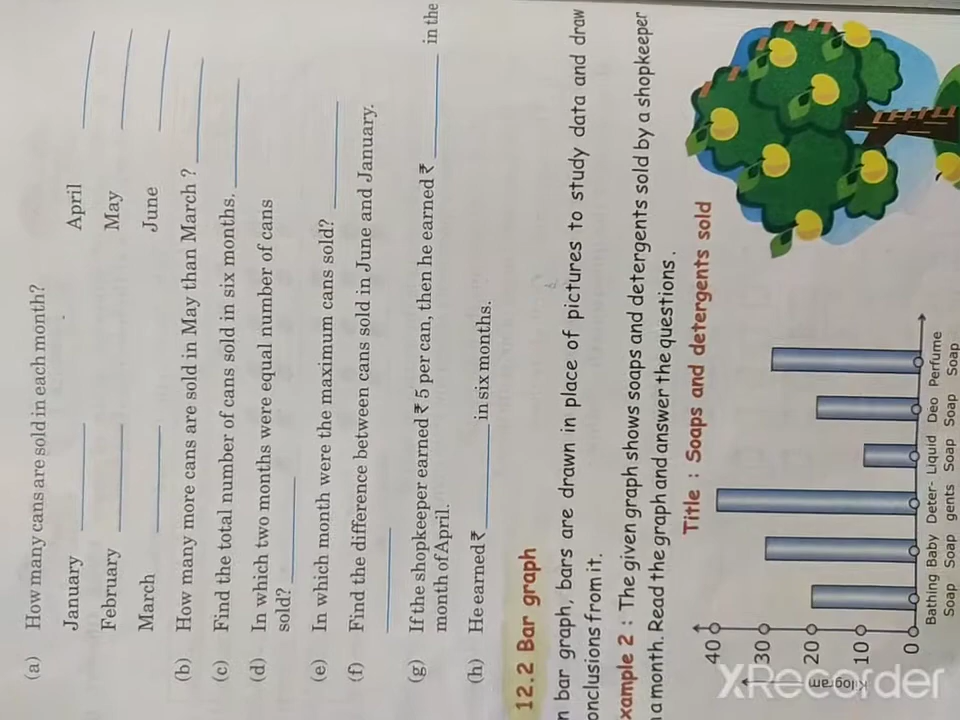 (a) How many cans are sold in each month?
January April
February May
March June
(b) How many more cans are sold in May than March ?
(c) Find the total number of cans sold in six months.
(d) In which two months were equal number of cans
sold?
(e) In which month were the maximum cans sold?
(f) Find the difference between cans sold in June and January.
(g) If the shopkeeper earned ₹ 5 per can, then he earned ₹ in the
month of April.
(h) He earned ₹ in six months.
12.2 Bar graph
bar graph, bars are drawn in place of pictures to study data and draw
onclusions from it.
xample 2 : The given graph shows soaps and detergents sold by a shopkeeper
a month. Read the graph and answer the questions.
Title : Soaps and detergents sold
Kilogram
40
30
20
10
0
Bathing Baby Deter- Liquid Deo Perfume
Soap Soap gents Soap Soap Soap
XRecorder